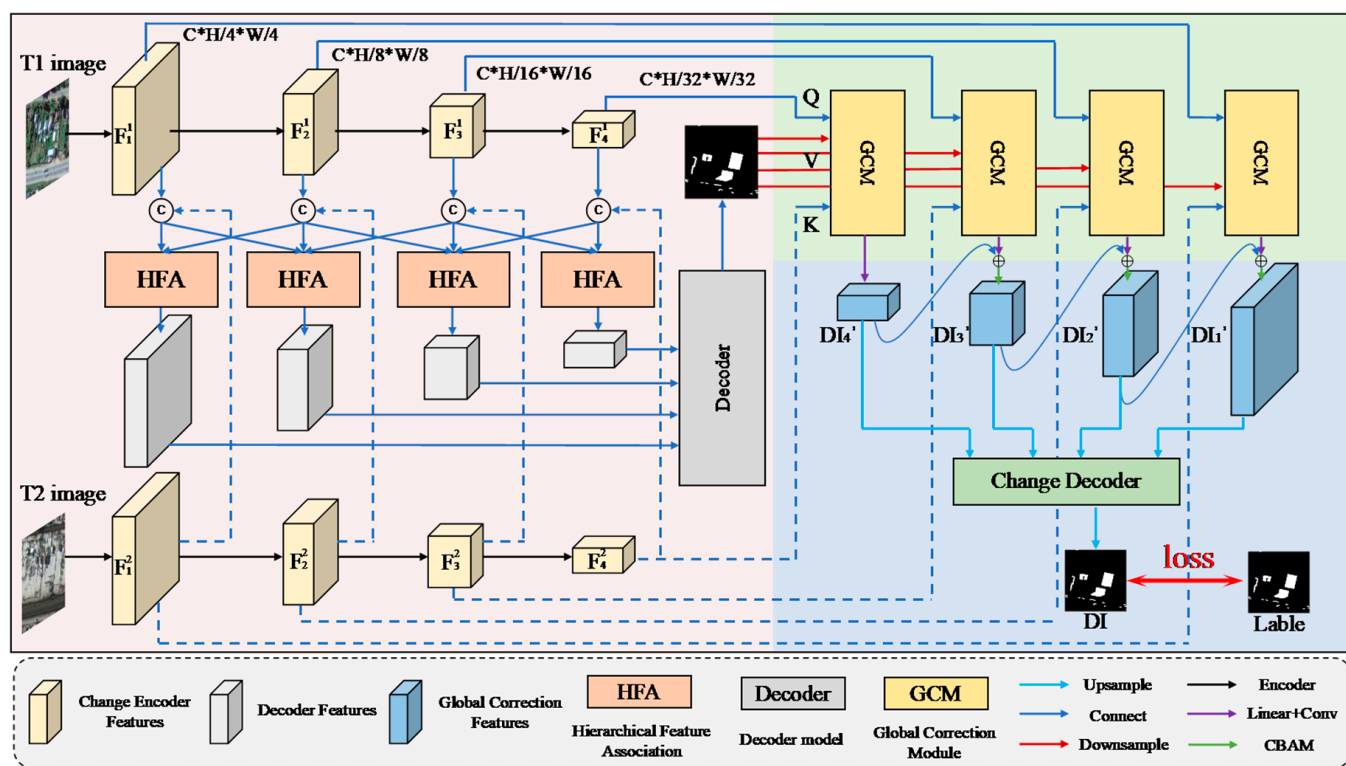 C*H/4*W/4
C*H/8*W/8
C*H/16*W/16
C*H/32*W/32
T1 image
F₁¹
F₂¹
F₃¹
F₄¹
Q
V
K
GCM
GCM
GCM
GCM
C
C
C
C
HFA
HFA
HFA
HFA
Decoder
DI₄'
DI₃'
DI₂'
DI₁'
Change Decoder
T2 image
F₁²
F₂²
F₃²
F₄²
loss
DI
Lable
Change Encoder
Features
Decoder Features
Global Correction
Features
HFA
Hierarchical Feature
Association
Decoder
Decoder model
GCM
Global Correction
Module
Upsample
Encoder
Connect
Linear+Conv
Downsample
CBAM